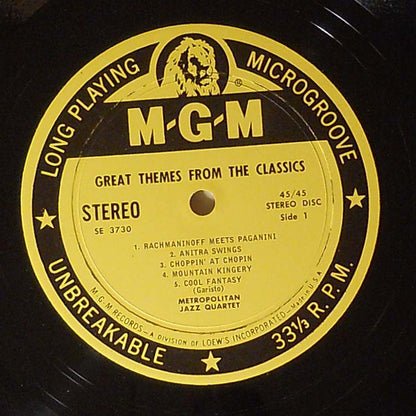 LONG PLAYING MICROGROOVE
®
M-G-M
GREAT THEMES FROM THE CLASSICS
STEREO
SE 3730
45/45
STEREO DISC
Side 1
1. RACHMANINOFF MEETS PAGANINI
2. ANITRA SWINGS
3. CHOPPIN' AT CHOPIN
4. MOUNTAIN KINGERY
5. COOL FANTASY
(Garisto)
METROPOLITAN
JAZZ QUARTET
M-G-M RECORDS—A DIVISION OF LOEW'S INCORPORATED—Made in U.S.A.
UNBREAKABLE 33⅓ R.P.M.